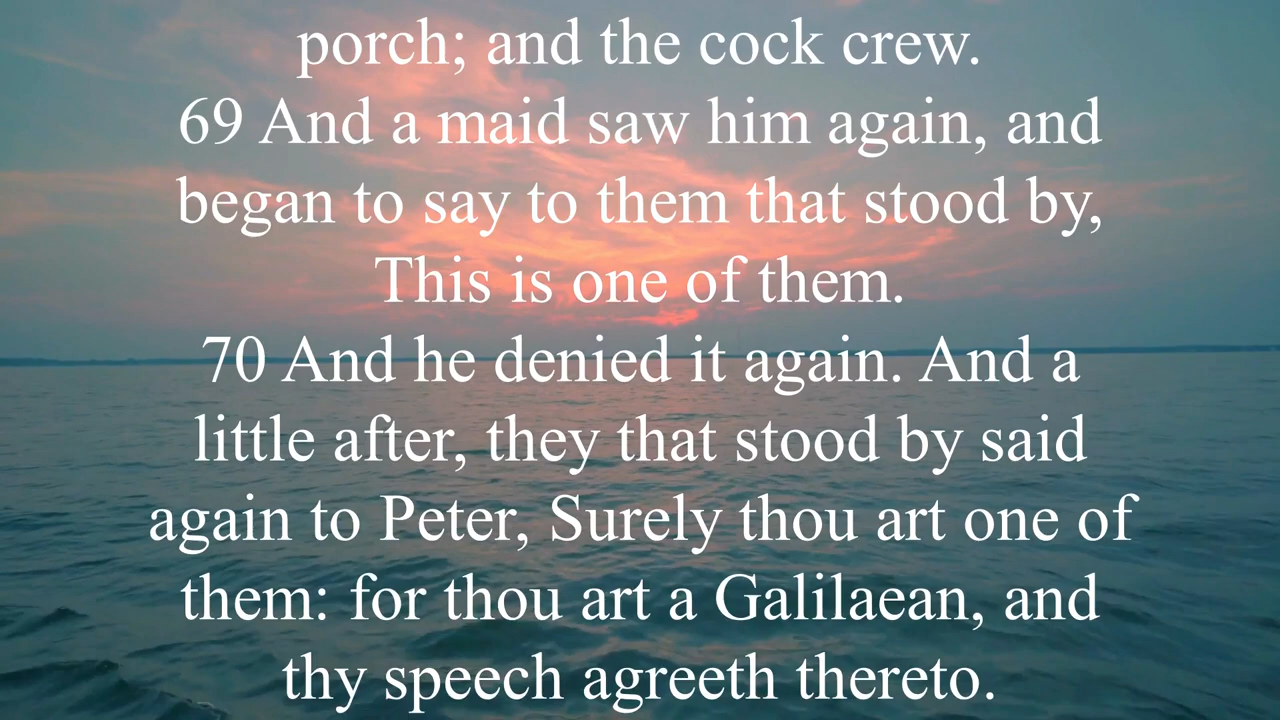 porch; and the cock crew.
69 And a maid saw him again, and
began to say to them that stood by,
This is one of them.
70 And he denied it again. And a
little after, they that stood by said
again to Peter, Surely thou art one of
them: for thou art a Galilaean, and
thy speech agreeth thereto.